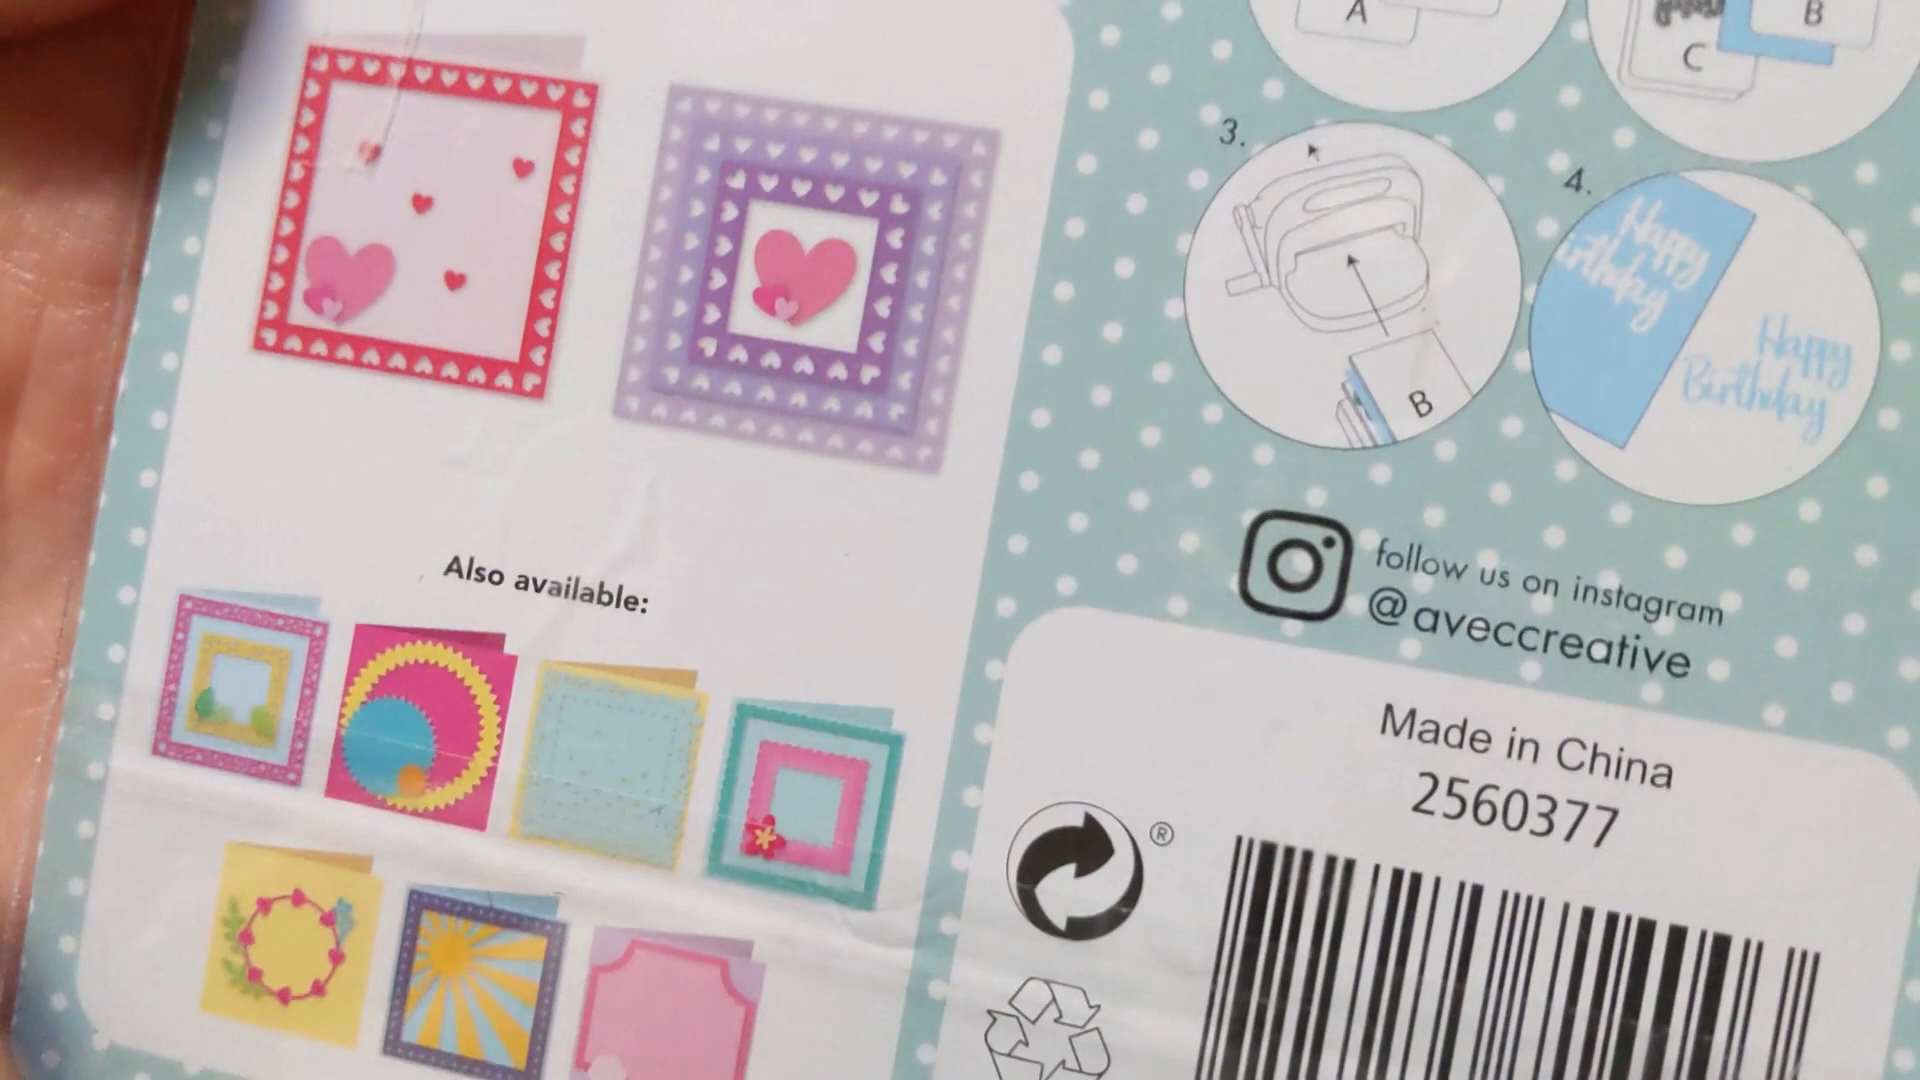 A
C
B
3.
B
4.
Happy
Birthday
Happy
Birthday
Also available:
follow us on instagram
@aveccreative
Made in China
2560377
®